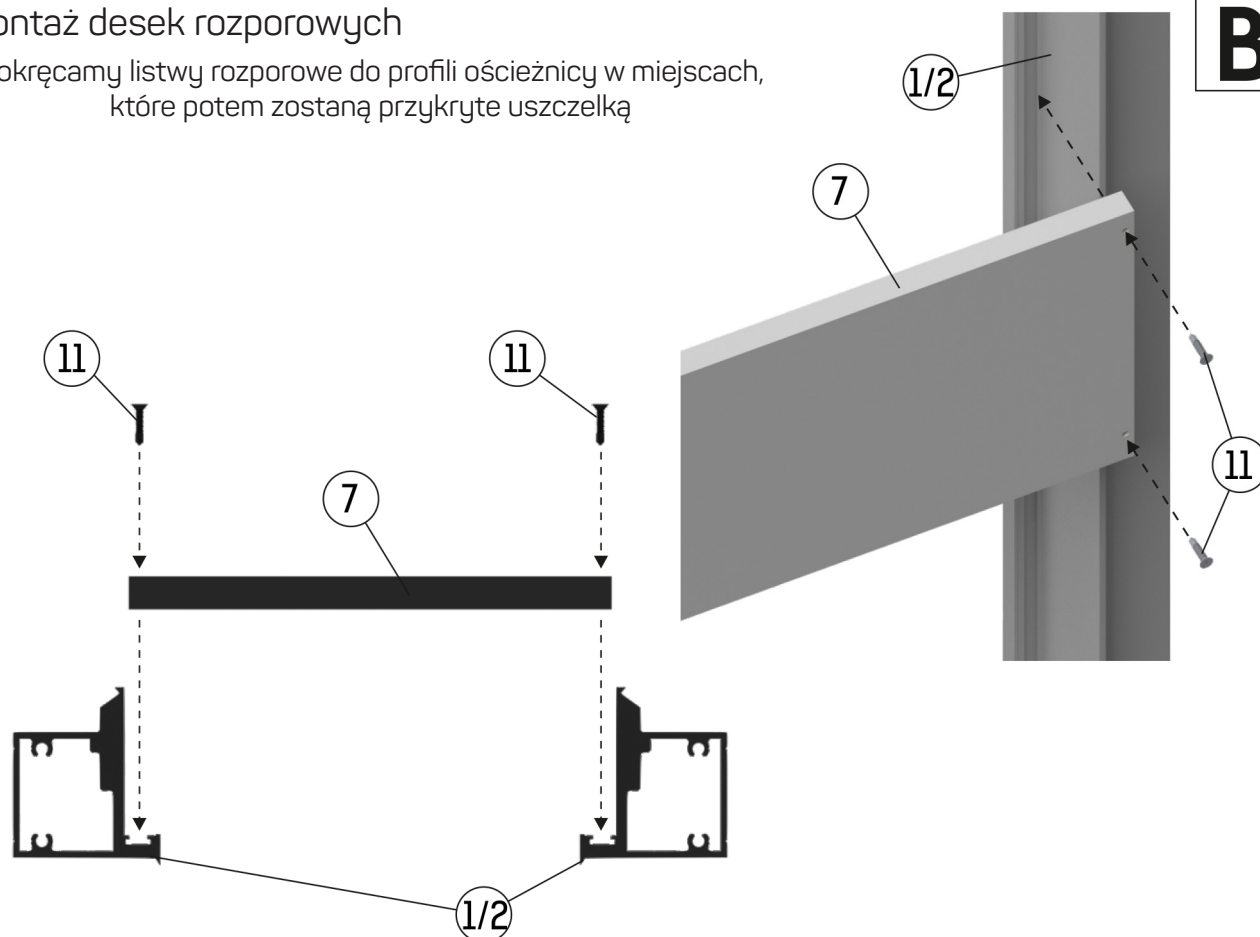 ontaż desek rozporowych
okręcamy listwy rozporowe do profili ościeżnicy w miejscach,
które potem zostaną przykryte uszczelką
B
1/2
7
11
11
7
11
1/2